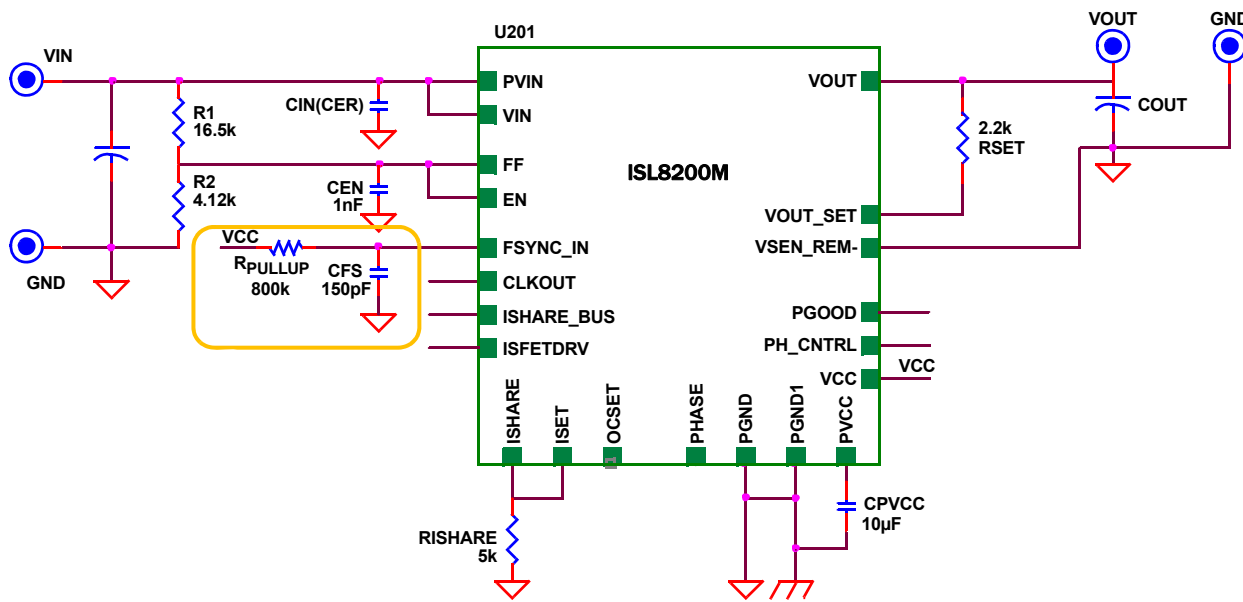 U201
VIN
VOUT
GND
PVIN
VOUT
CIN(CER)
R1
16.5k
VIN
COUT
2.2k
RSET
FF
ISL8200M
R2
4.12k
CEN
1nF
EN
VOUT_SET
VCC
FSYNC_IN
VSEN_REM-
GND
RPULLUP
800k
CFS
150pF
CLKOUT
ISHARE_BUS
PGOOD
ISFETDRV
PH_CNTRL
VCC
VCC
ISHARE
ISET
OCSET
PHASE
PGND
PGND1
PVCC
RISHARE
5k
CPVCC
10µF